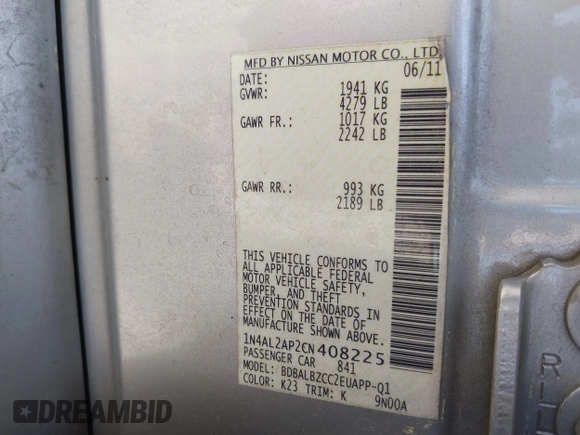 MFD BY NISSAN MOTOR CO., LTD.
DATE: 06/11
GVWR: 1941 KG
4279 LB
GAWR FR.: 1017 KG
2242 LB
GAWR RR.: 993 KG
2189 LB
THIS VEHICLE CONFORMS TO
ALL APPLICABLE FEDERAL
MOTOR VEHICLE SAFETY,
BUMPER, AND THEFT
PREVENTION STANDARDS IN
EFFECT ON THE DATE OF
MANUFACTURE SHOWN ABOVE.
1N4AL2AP2CN408225
PASSENGER CAR 841
MODEL: BDBALBZCC2EUAPP-Q1
COLOR: K23 TRIM: K 9N00A
DREAMBID